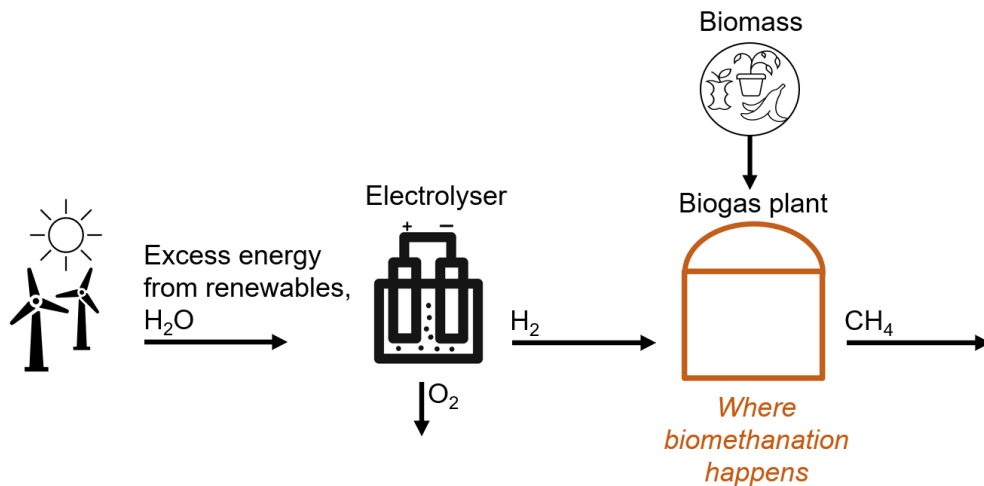 Biomass
Electrolyser
+ −
Biogas plant
Excess energy
from renewables,
H₂O
H₂
CH₄
O₂
Where
biomethanation
happens